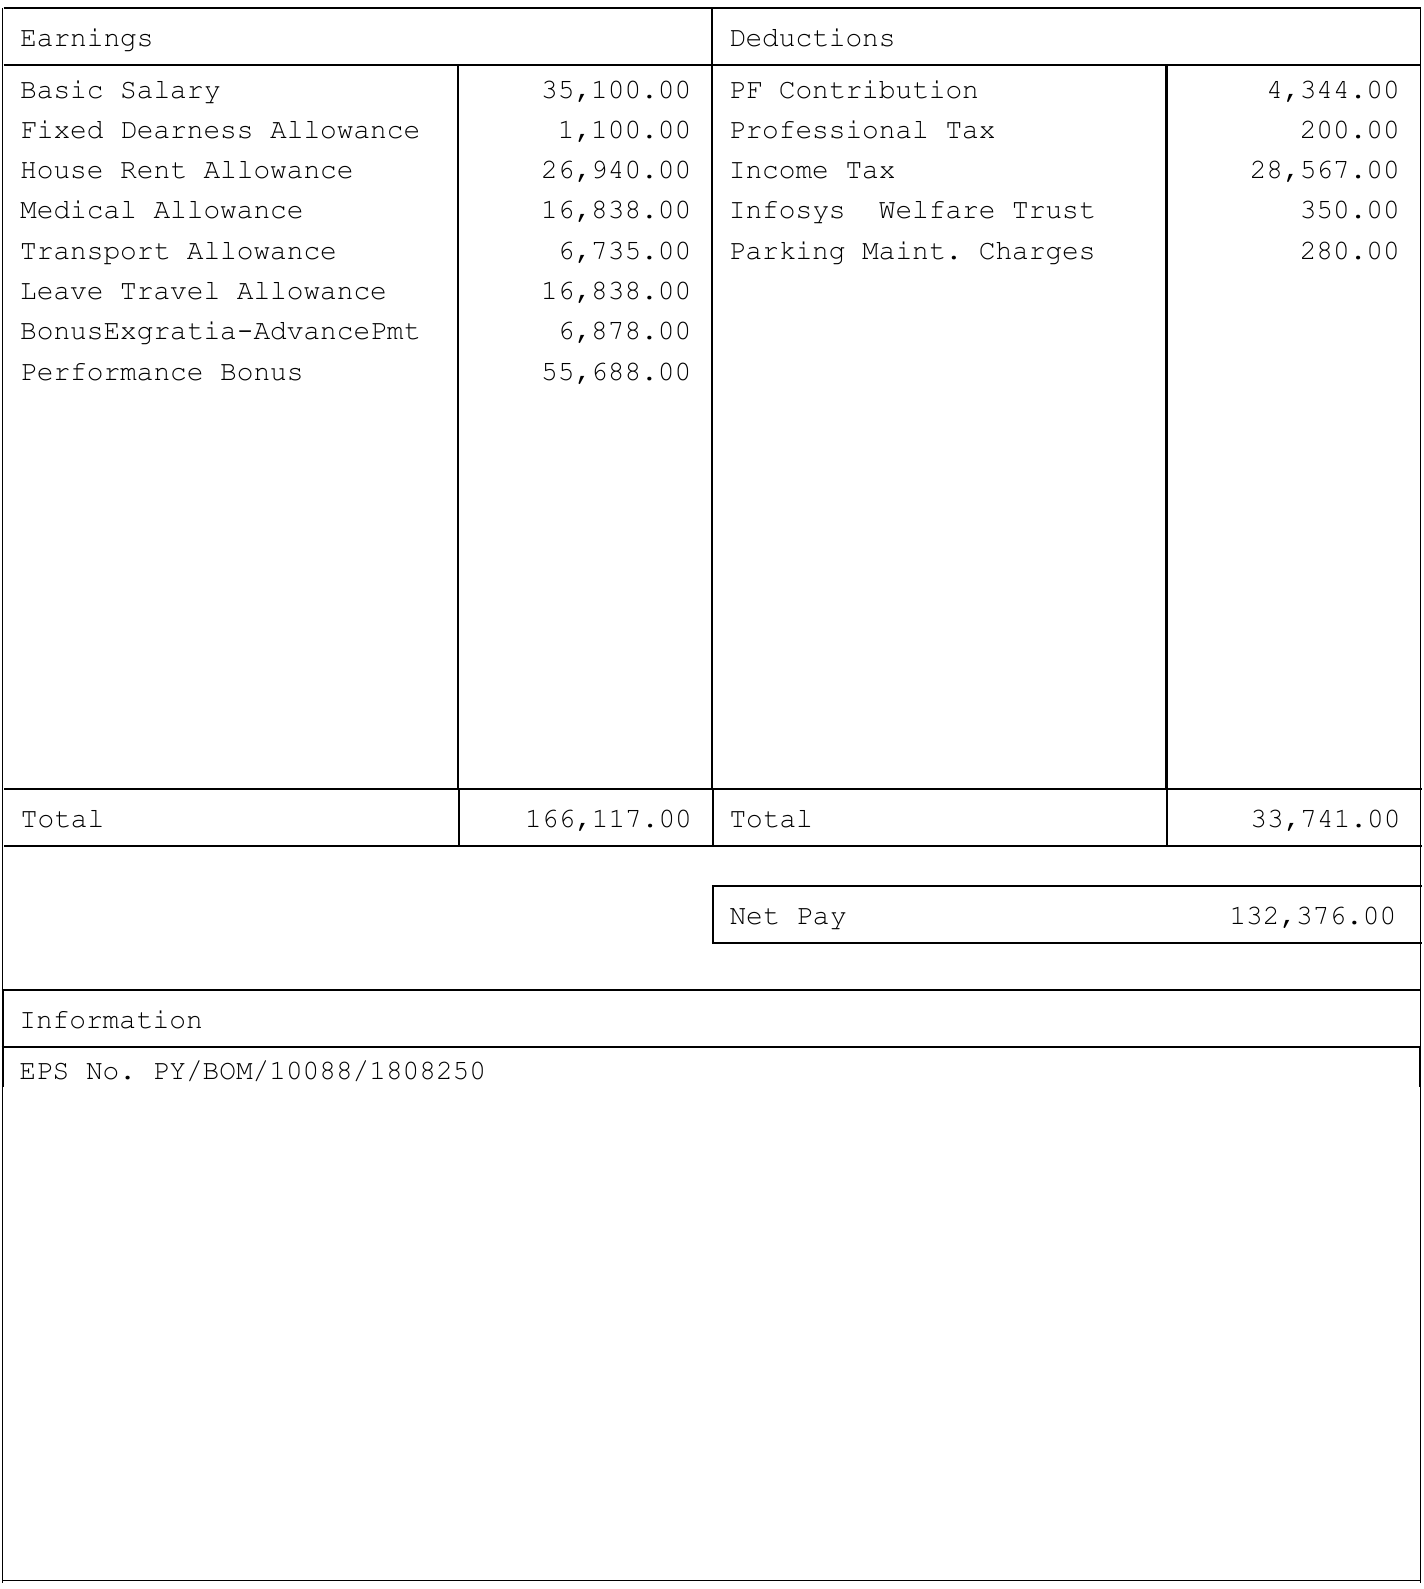 Earnings Deductions
Basic Salary 35,100.00 PF Contribution 4,344.00
Fixed Dearness Allowance 1,100.00 Professional Tax 200.00
House Rent Allowance 26,940.00 Income Tax 28,567.00
Medical Allowance 16,838.00 Infosys  Welfare Trust 350.00
Transport Allowance 6,735.00 Parking Maint. Charges 280.00
Leave Travel Allowance 16,838.00
BonusExgratia-AdvancePmt 6,878.00
Performance Bonus 55,688.00
Total 166,117.00 Total 33,741.00
Net Pay 132,376.00
Information
EPS No. PY/BOM/10088/1808250